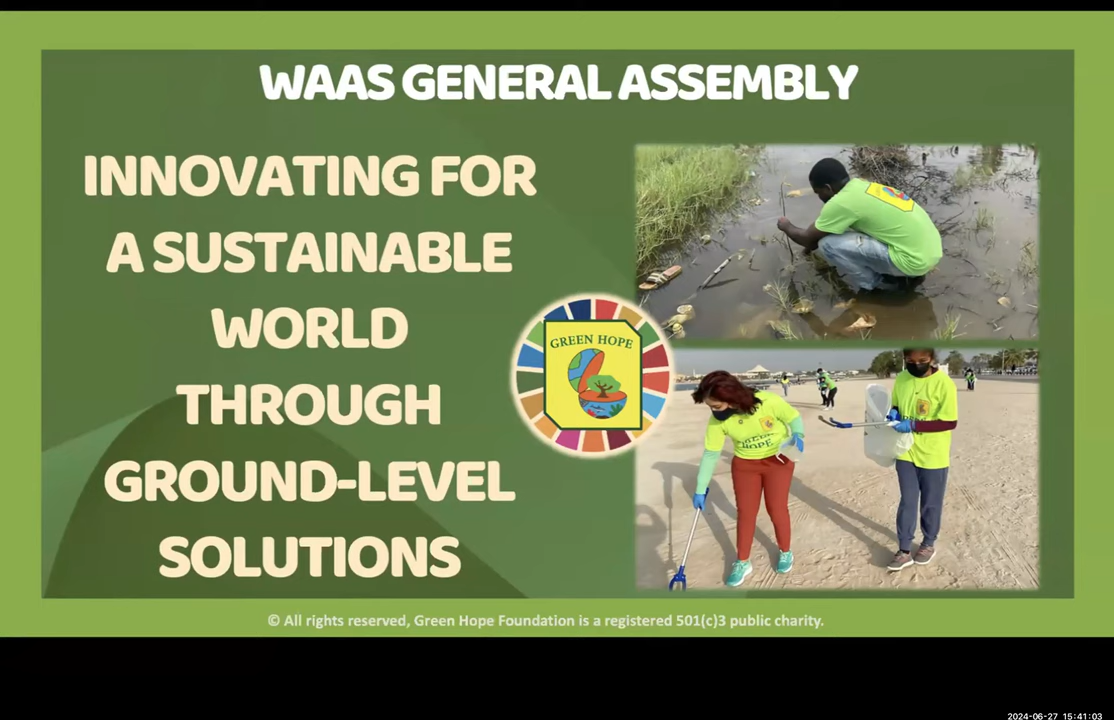 WAAS GENERAL ASSEMBLY
INNOVATING FOR
A SUSTAINABLE
WORLD
THROUGH
GROUND-LEVEL
SOLUTIONS
GREEN HOPE
© All rights reserved, Green Hope Foundation is a registered 501(c)3 public charity.
2024-06-27 15:41:03